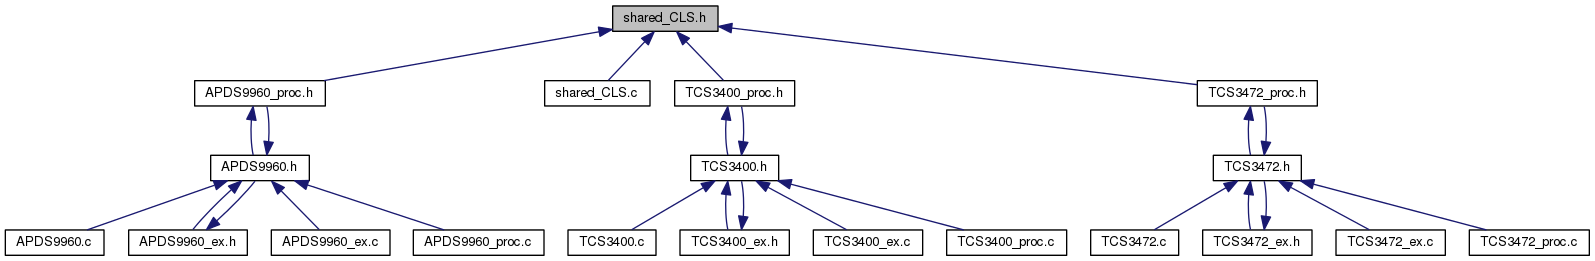 shared_CLS.h
APDS9960_proc.h
shared_CLS.c
TCS3400_proc.h
TCS3472_proc.h
APDS9960.h
TCS3400.h
TCS3472.h
APDS9960.c
APDS9960_ex.h
APDS9960_ex.c
APDS9960_proc.c
TCS3400.c
TCS3400_ex.h
TCS3400_ex.c
TCS3400_proc.c
TCS3472.c
TCS3472_ex.h
TCS3472_ex.c
TCS3472_proc.c